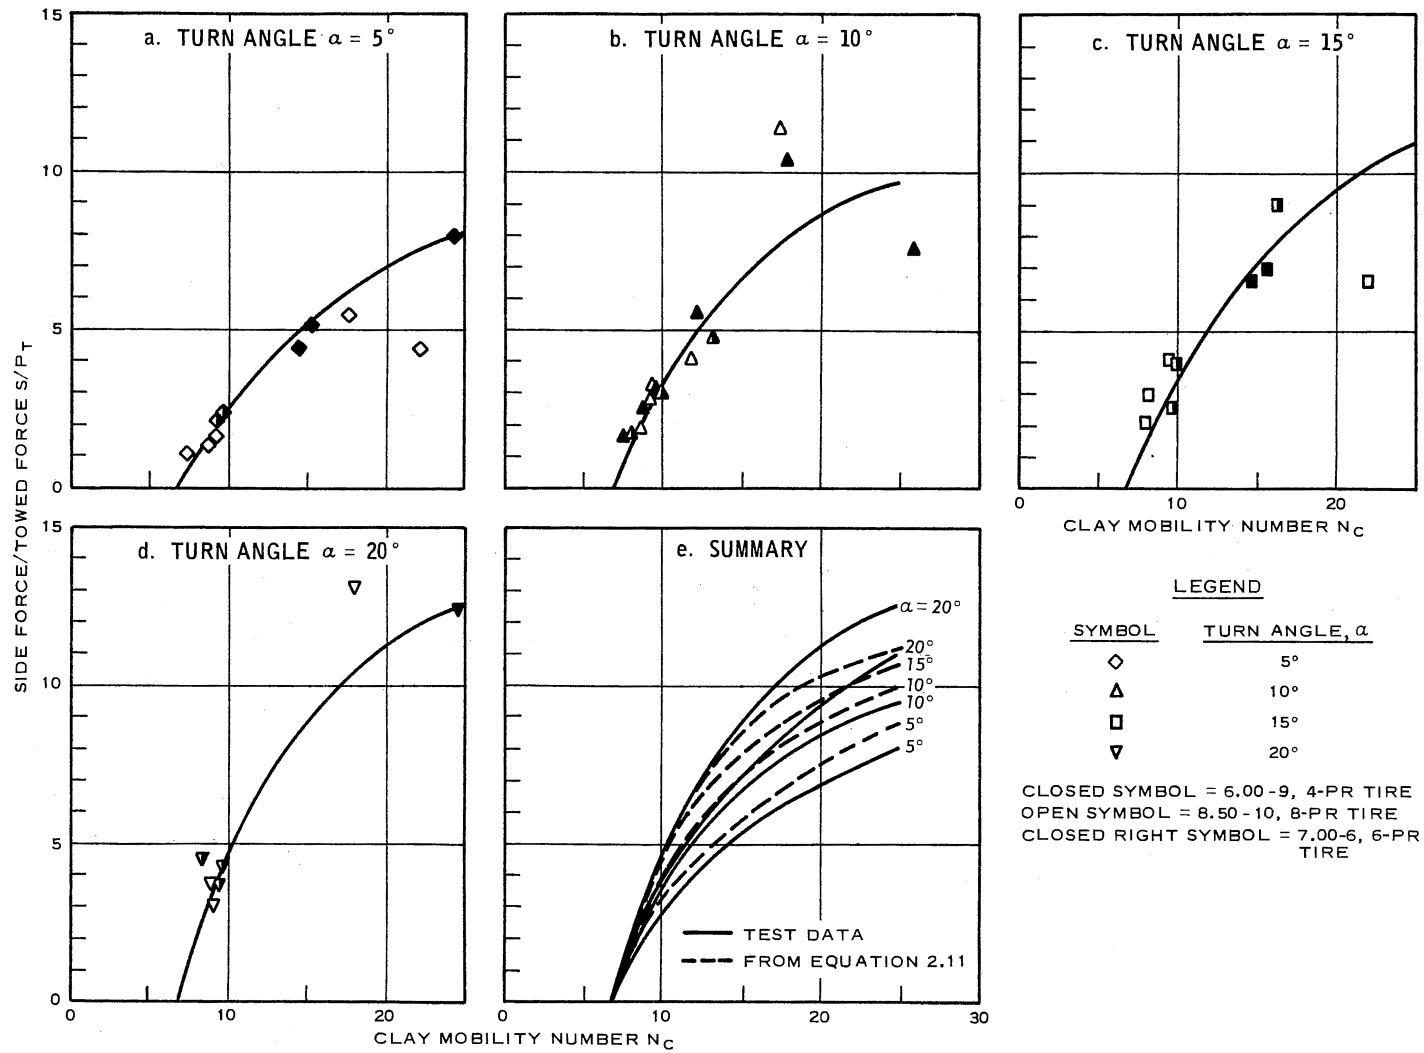 15
10
5
0
a. TURN ANGLE α = 5°
b. TURN ANGLE α = 10°
c. TURN ANGLE α = 15°
0
10
20
CLAY MOBILITY NUMBER NC
SIDE FORCE/TOWED FORCE S/PT
15
10
5
0
d. TURN ANGLE α = 20°
0
10
20
e. SUMMARY
α = 20°
20°
15°
10°
10°
5°
5°
TEST DATA
FROM EQUATION 2.11
0
10
20
30
CLAY MOBILITY NUMBER NC
LEGEND
SYMBOL TURN ANGLE, α
5°
10°
15°
20°
CLOSED SYMBOL = 6.00-9, 4-PR TIRE
OPEN SYMBOL = 8.50-10, 8-PR TIRE
CLOSED RIGHT SYMBOL = 7.00-6, 6-PR
TIRE